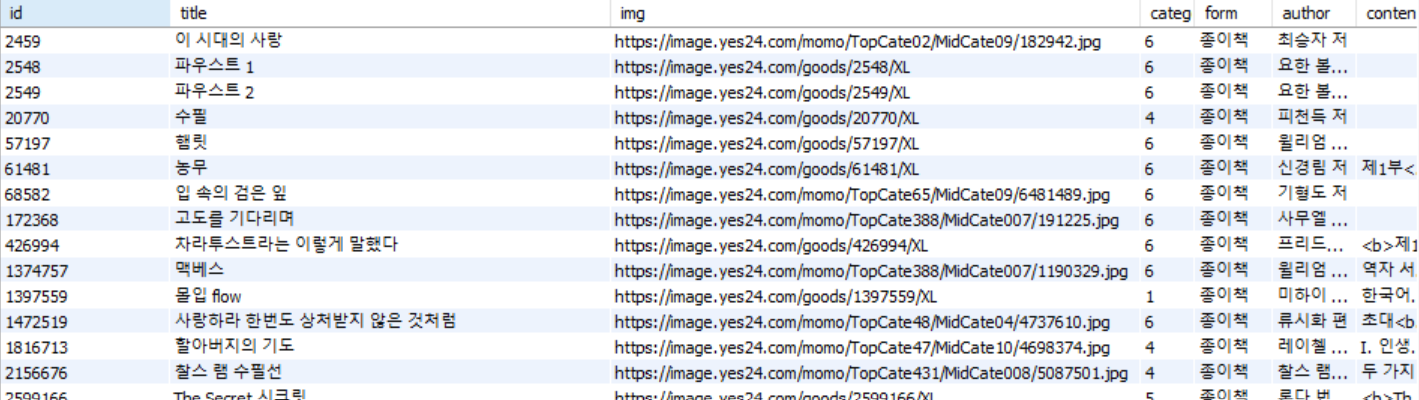 id title img categ form author conten
2459 이 시대의 사랑 https://image.yes24.com/momo/TopCate02/MidCate09/182942.jpg 6 종이책 최승자 저
2548 파우스트 1 https://image.yes24.com/goods/2548/XL 6 종이책 요한 볼...
2549 파우스트 2 https://image.yes24.com/goods/2549/XL 6 종이책 요한 볼...
20770 수필 https://image.yes24.com/goods/20770/XL 4 종이책 피천득 저
57197 햄릿 https://image.yes24.com/goods/57197/XL 6 종이책 윌리엄 ...
61481 농무 https://image.yes24.com/goods/61481/XL 6 종이책 신경림 저 제1부<
68582 입 속의 검은 잎 https://image.yes24.com/momo/TopCate65/MidCate09/6481489.jpg 6 종이책 기형도 저
172368 고도를 기다리며 https://image.yes24.com/momo/TopCate388/MidCate007/191225.jpg 6 종이책 사무엘 ...
426994 차라투스트라는 이렇게 말했다 https://image.yes24.com/goods/426994/XL 6 종이책 프리드... <b>제1
1374757 맥베스 https://image.yes24.com/momo/TopCate388/MidCate007/1190329.jpg 6 종이책 윌리엄 ... 역자 서
1397559 몰입 flow https://image.yes24.com/goods/1397559/XL 1 종이책 미하이 ... 한국어.
1472519 사랑하라 한번도 상처받지 않은 것처럼 https://image.yes24.com/momo/TopCate48/MidCate04/4737610.jpg 6 종이책 류시화 편 초대<b
1816713 할아버지의 기도 https://image.yes24.com/momo/TopCate47/MidCate10/4698374.jpg 4 종이책 레이첼 ... I. 인생.
2156676 찰스 램 수필선 https://image.yes24.com/momo/TopCate431/MidCate008/5087501.jpg 4 종이책 찰스 램... 두 가지
2599166 The Secret 시크릿 https://image.yes24.com/goods/2599166/XL 5 종이책 론다 번 <b>Th